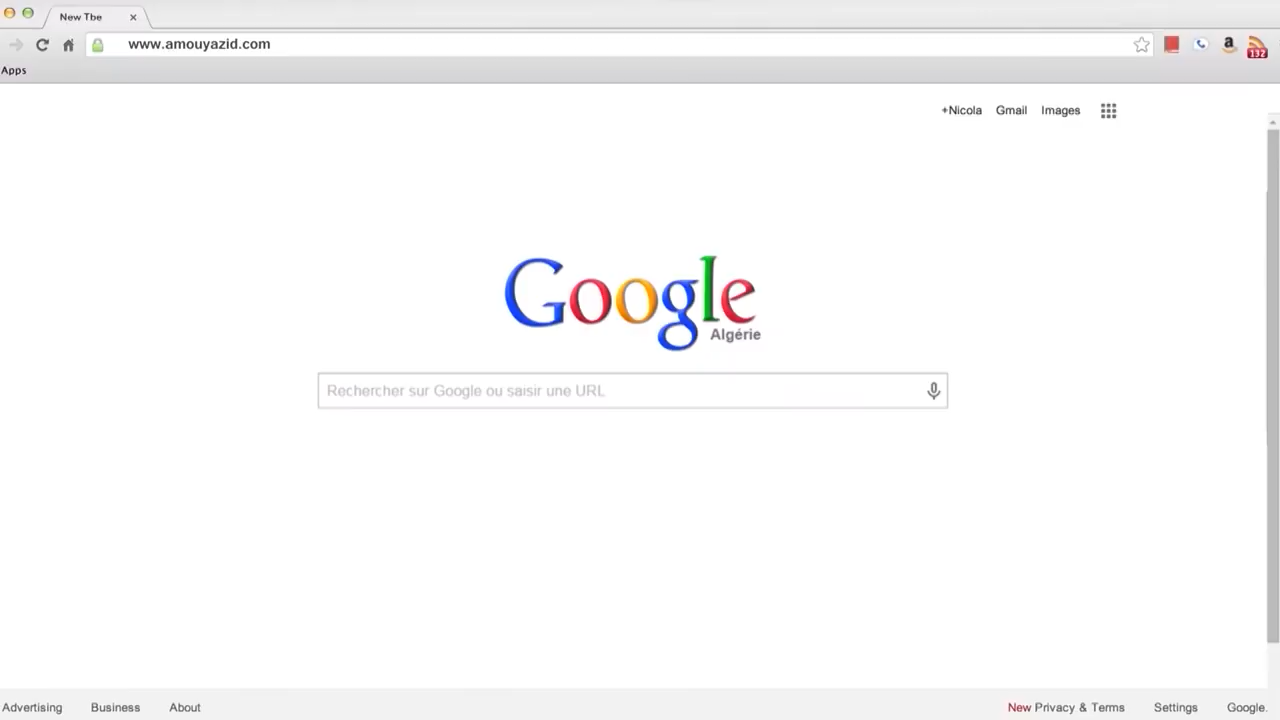 New Tbe
www.amouyazid.com
132
Apps
+Nicola Gmail Images
Google
Algérie
Rechercher sur Google ou saisir une URL
Advertising Business About New Privacy & Terms Settings Google.